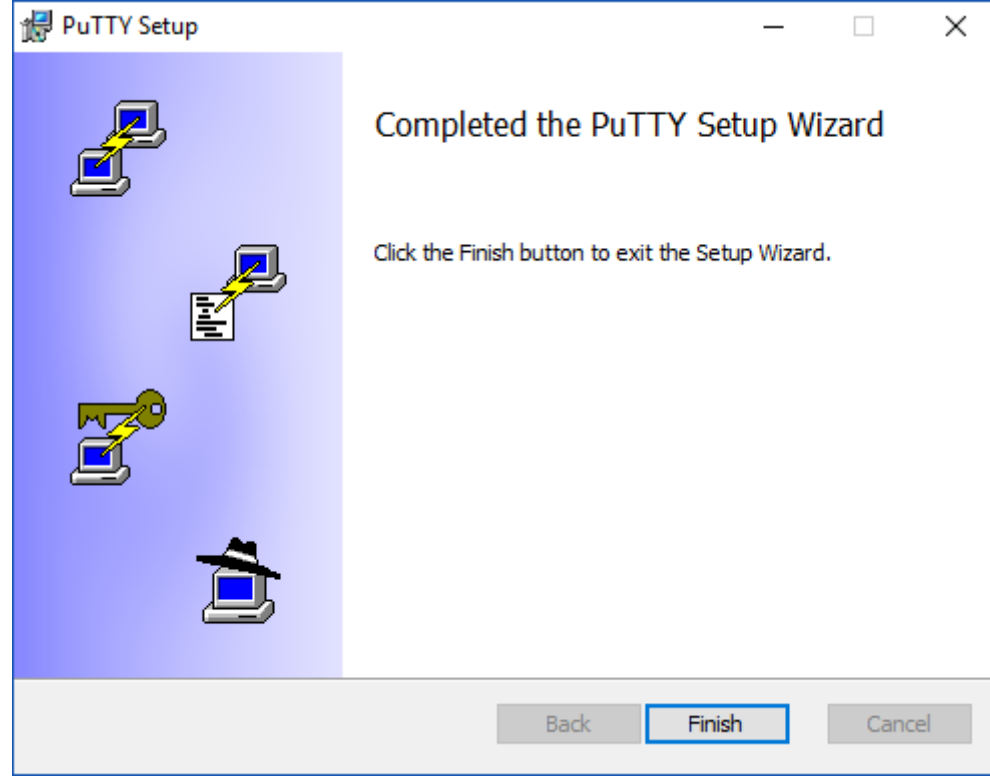 PuTTY Setup
Completed the PuTTY Setup Wizard
Click the Finish button to exit the Setup Wizard.
Back
Finish
Cancel